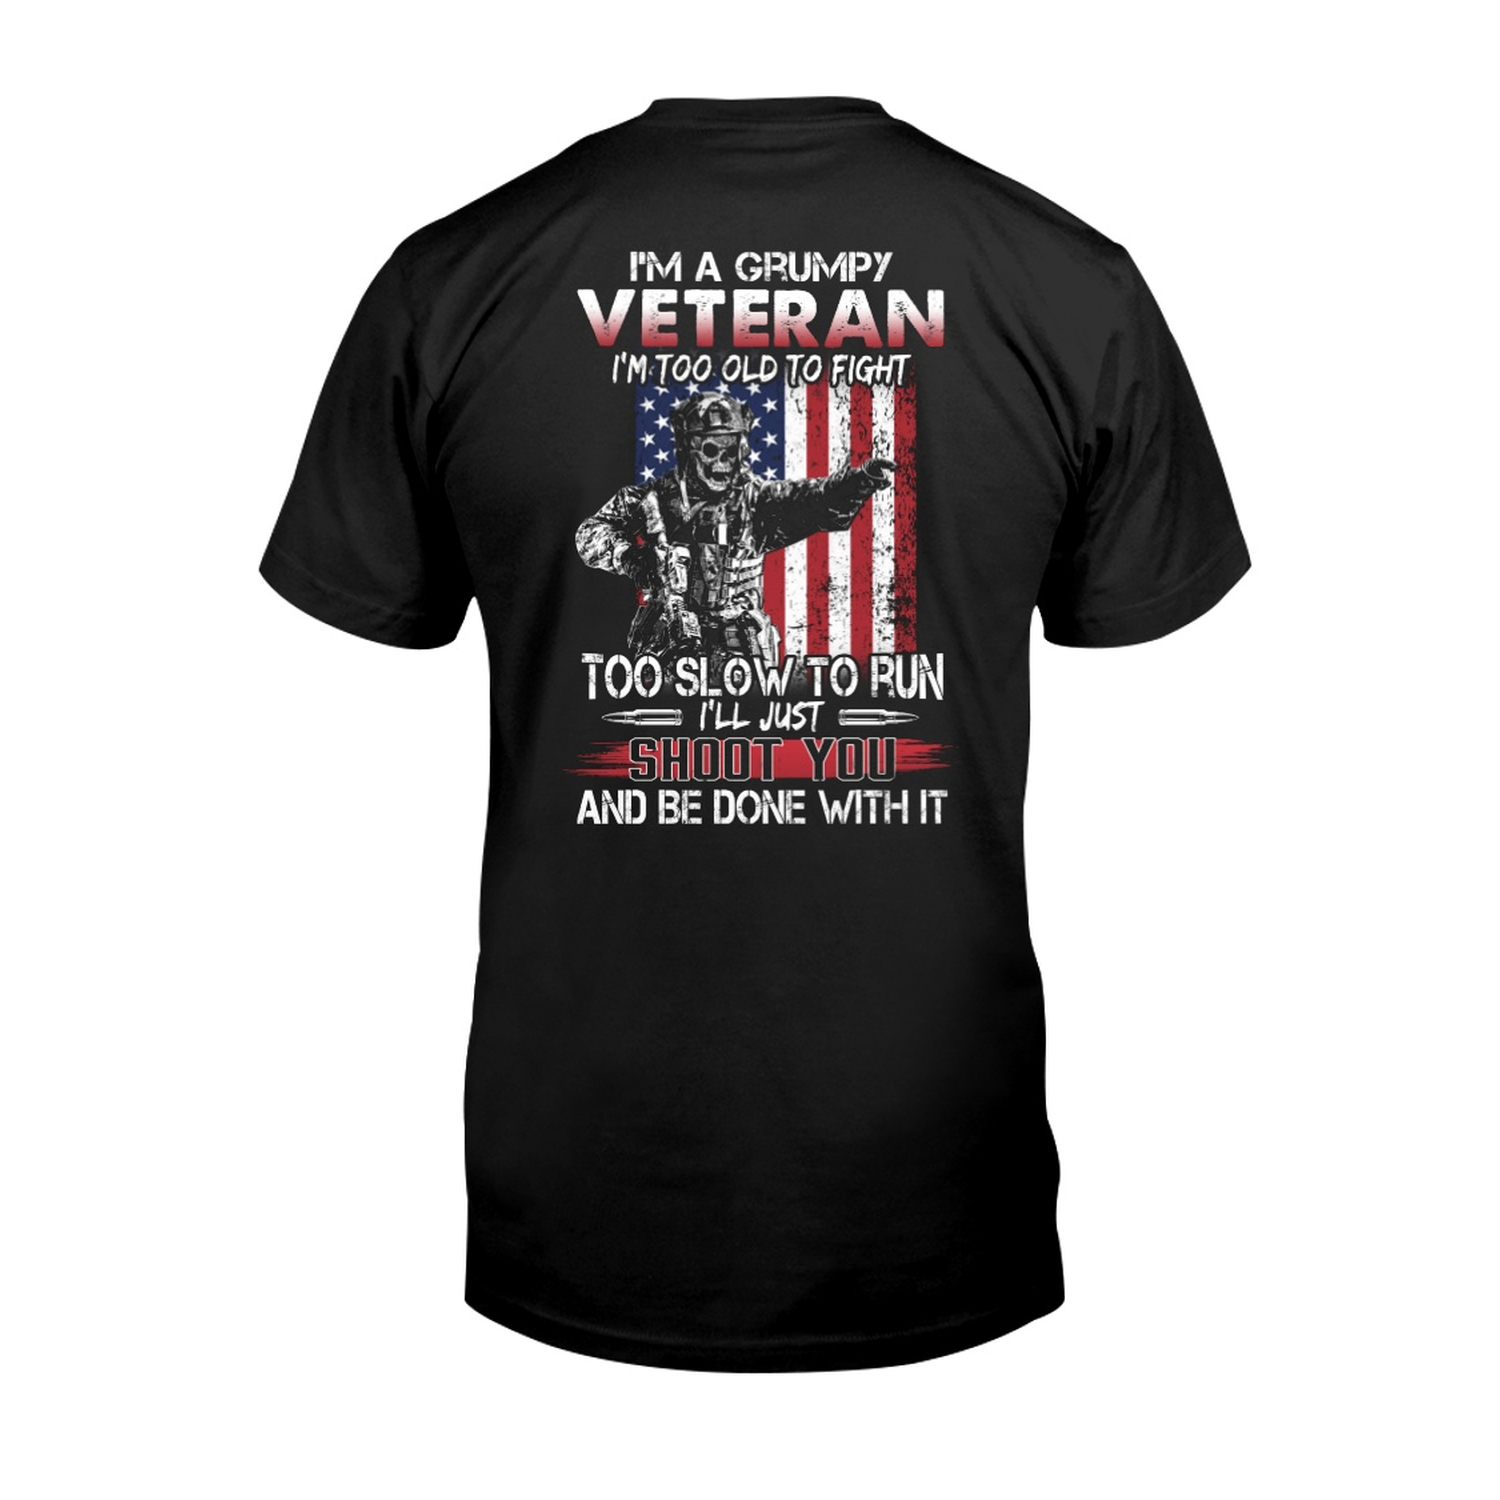 I'M A GRUMPY
VETERAN
I'M TOO OLD TO FIGHT
TOO SLOW TO RUN
I'LL JUST
SHOOT YOU
AND BE DONE WITH IT